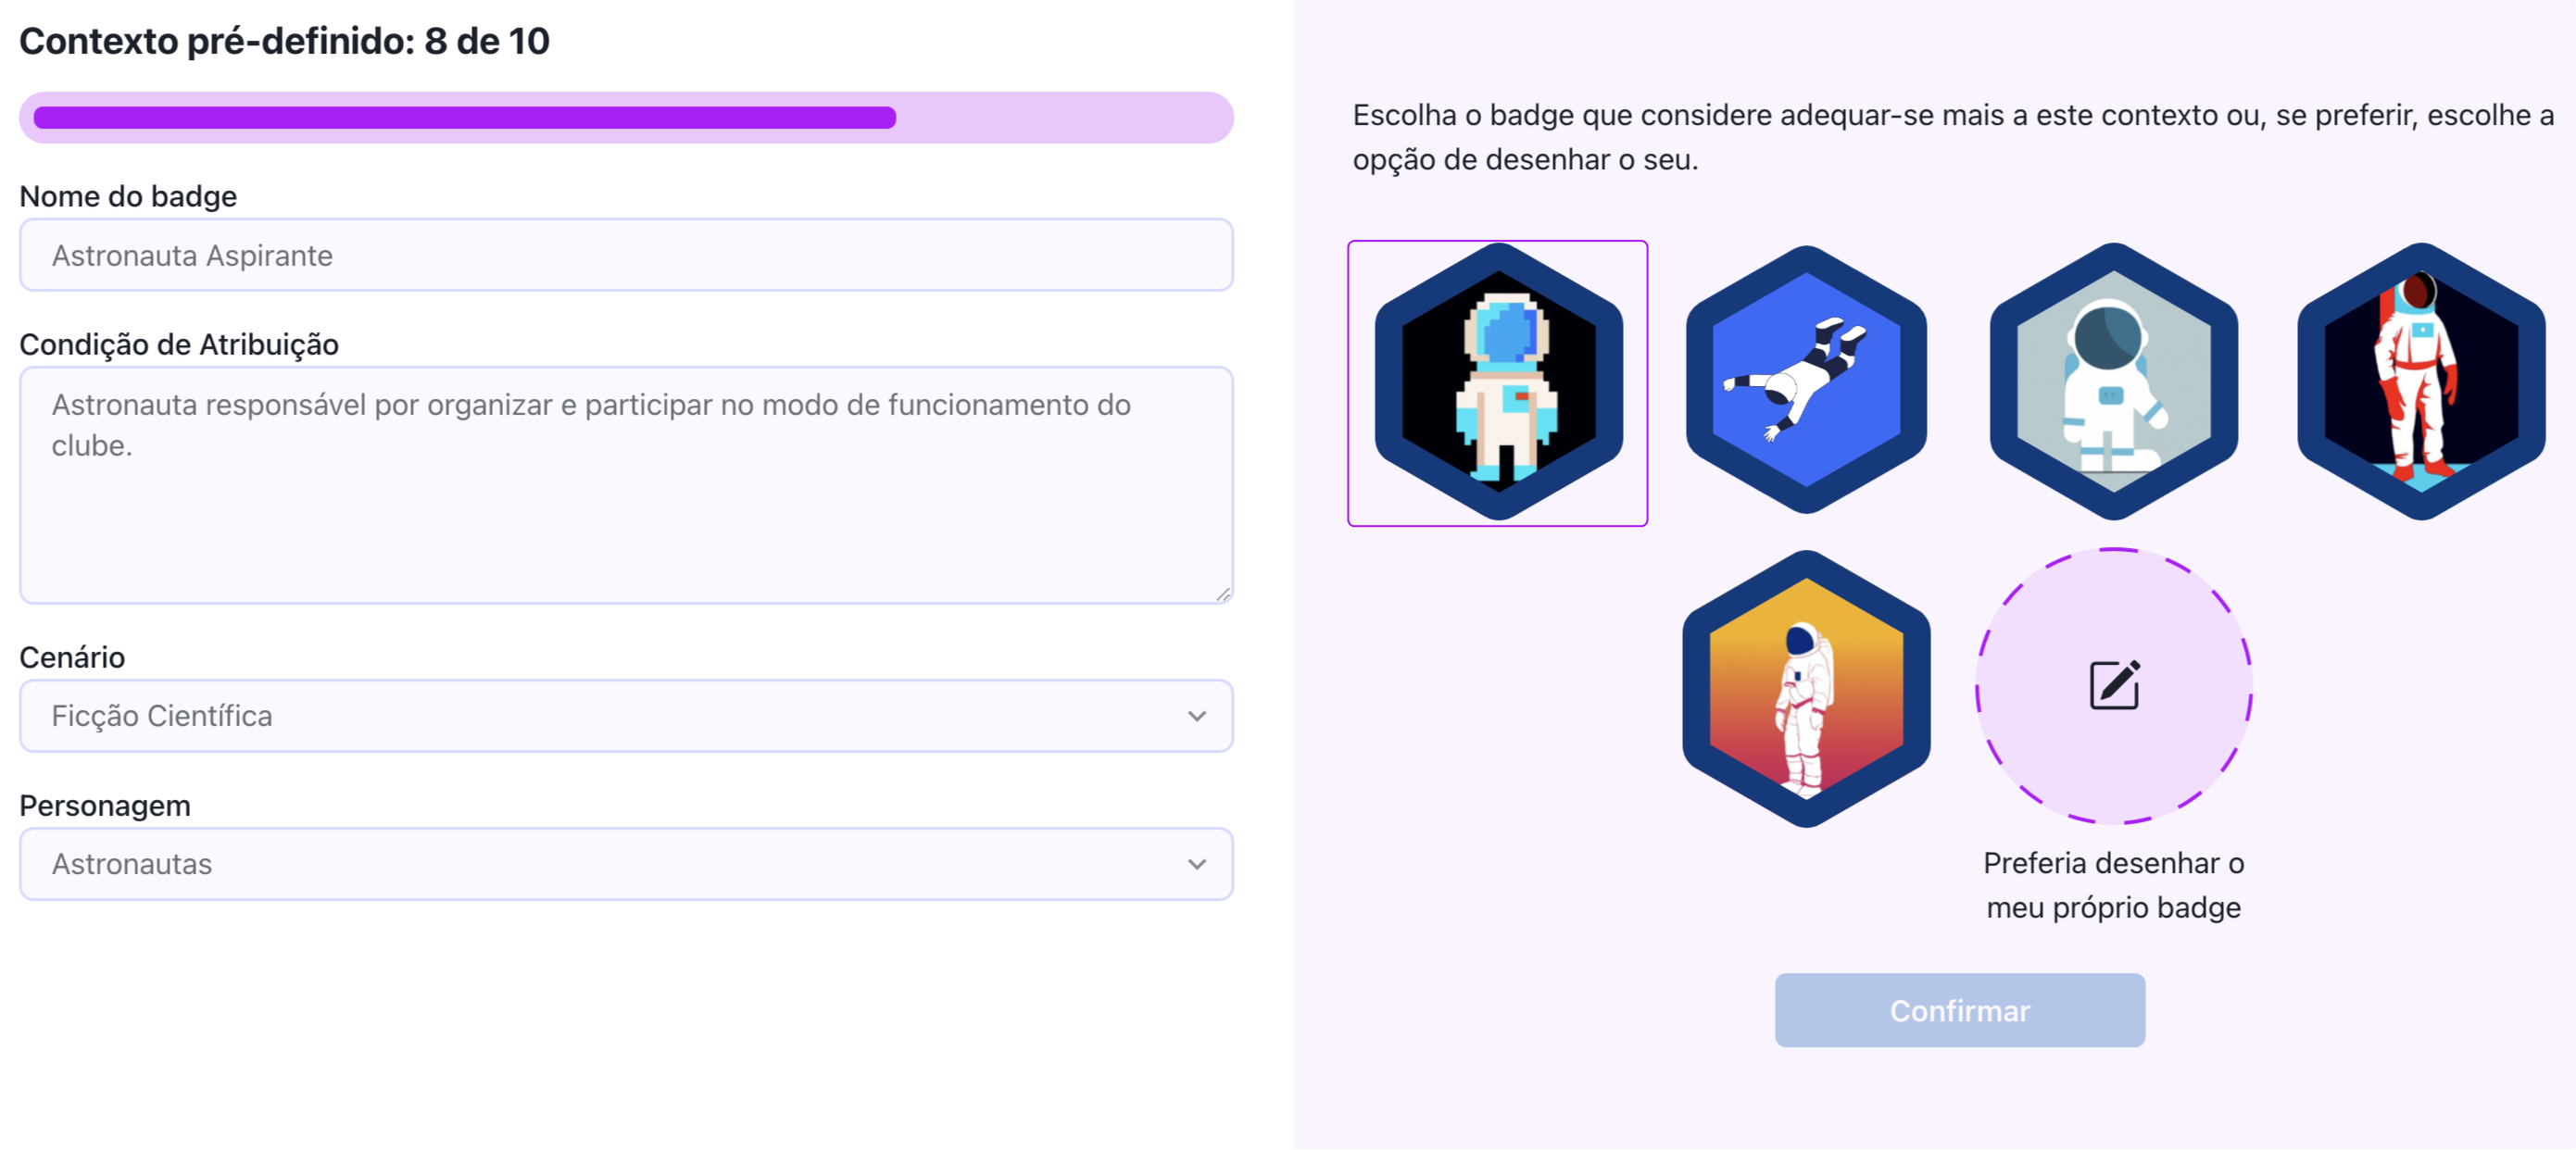 Contexto pré-definido: 8 de 10
Nome do badge
Astronauta Aspirante
Condição de Atribuição
Astronauta responsável por organizar e participar no modo de funcionamento do
clube.
Cenário
Ficção Científica
Personagem
Astronautas
Escolha o badge que considere adequar-se mais a este contexto ou, se preferir, escolhe a
opção de desenhar o seu.
Preferia desenhar o
meu próprio badge
Confirmar